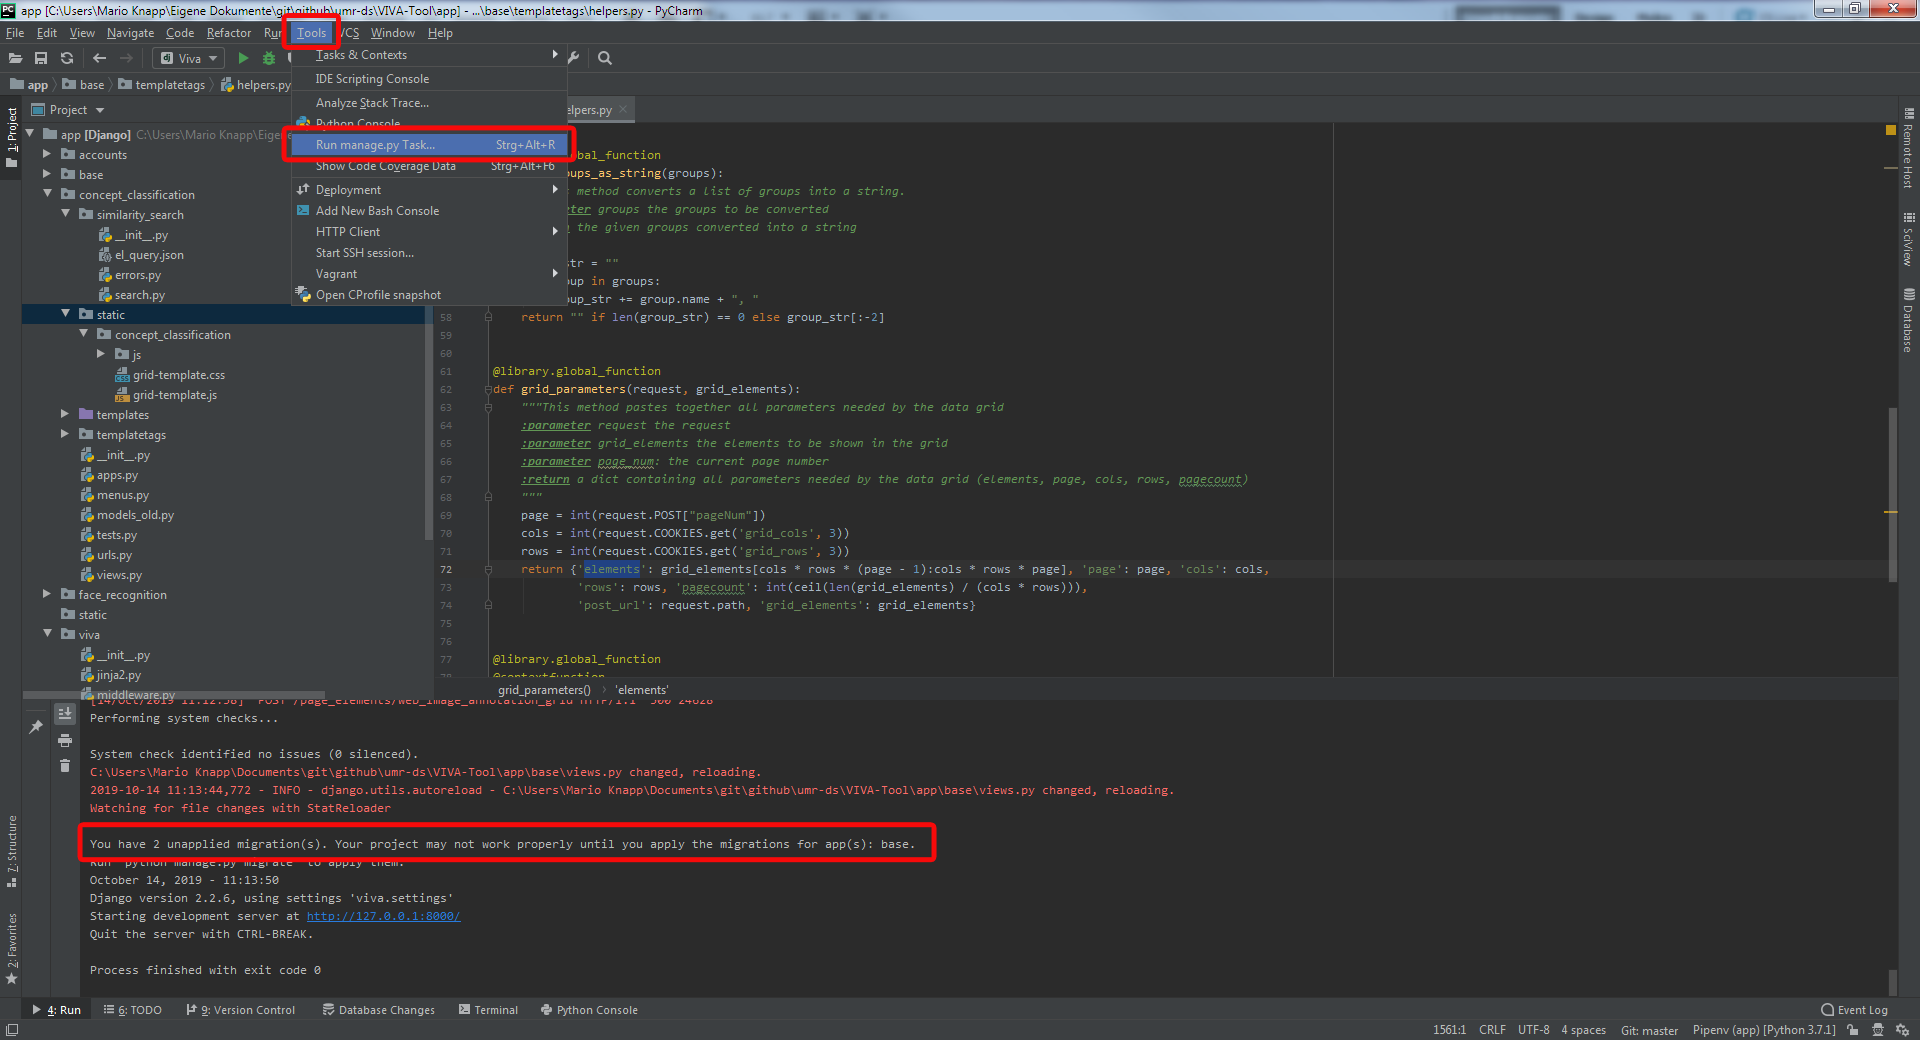 app [C:\Users\Mario Knapp\Eigene Dokumente\git\github\umr-ds\VIVA-Tool\app] - ...\base\templatetags\helpers.py - PyCharm
File Edit View Navigate Code Refactor Run Tools VCS Window Help
Viva
app base templatetags helpers.py
Project
helpers.py
1: Project
app [Django] C:\Users\Mario Knapp\Eigene
accounts
base
concept_classification
similarity_search
__init__.py
el_query.json
errors.py
search.py
static
concept_classification
js
grid-template.css
grid-template.js
templates
templatetags
__init__.py
apps.py
menus.py
models_old.py
tests.py
urls.py
views.py
face_recognition
static
viva
__init__.py
jinja2.py
middleware.py
Tasks & Contexts
IDE Scripting Console
Analyze Stack Trace...
Python Console
Run manage.py Task... Strg+Alt+R
Show Code Coverage Data Strg+Alt+F6
Deployment
Add New Bash Console
HTTP Client
Start SSH session...
Vagrant
Open CProfile snapshot
bal_function
ups_as_string(groups):
method converts a list of groups into a string.
ter groups the groups to be converted
the given groups converted into a string
tr = ""
oup in groups:
oup_str += group.name + ", "
58 return "" if len(group_str) == 0 else group_str[:-2]
59
60
61 @library.global_function
62 def grid_parameters(request, grid_elements):
63 """This method pastes together all parameters needed by the data grid
64 :parameter request the request
65 :parameter grid_elements the elements to be shown in the grid
66 :parameter page_num: the current page number
67 :return a dict containing all parameters needed by the data grid (elements, page, cols, rows, pagecount)
68 """
69 page = int(request.POST["pageNum"])
70 cols = int(request.COOKIES.get('grid_cols', 3))
71 rows = int(request.COOKIES.get('grid_rows', 3))
72 return {'elements': grid_elements[cols * rows * (page - 1):cols * rows * page], 'page': page, 'cols': cols,
73 'rows': rows, 'pagecount': int(ceil(len(grid_elements) / (cols * rows))),
74 'post_url': request.path, 'grid_elements': grid_elements}
75
76
77 @library.global_function
78 @contextfunction
grid_parameters() 'elements'
Remote Host
SciView
Database
[14/Oct/2019 11:12:58] "POST /page_elements/web_image_annotation_grid HTTP/1.1" 500 24628
Performing system checks...
System check identified no issues (0 silenced).
C:\Users\Mario Knapp\Documents\git\github\umr-ds\VIVA-Tool\app\base\views.py changed, reloading.
2019-10-14 11:13:44,772 - INFO - django.utils.autoreload - C:\Users\Mario Knapp\Documents\git\github\umr-ds\VIVA-Tool\app\base\views.py changed, reloading.
Watching for file changes with StatReloader
You have 2 unapplied migration(s). Your project may not work properly until you apply the migrations for app(s): base.
Run 'python manage.py migrate' to apply them.
October 14, 2019 - 11:13:50
Django version 2.2.6, using settings 'viva.settings'
Starting development server at http://127.0.0.1:8000/
Quit the server with CTRL-BREAK.
Process finished with exit code 0
7: Structure
2: Favorites
4: Run 6: TODO 9: Version Control Database Changes Terminal Python Console Event Log
1561:1 CRLF UTF-8 4 spaces Git: master Pipenv (app) [Python 3.7.1]